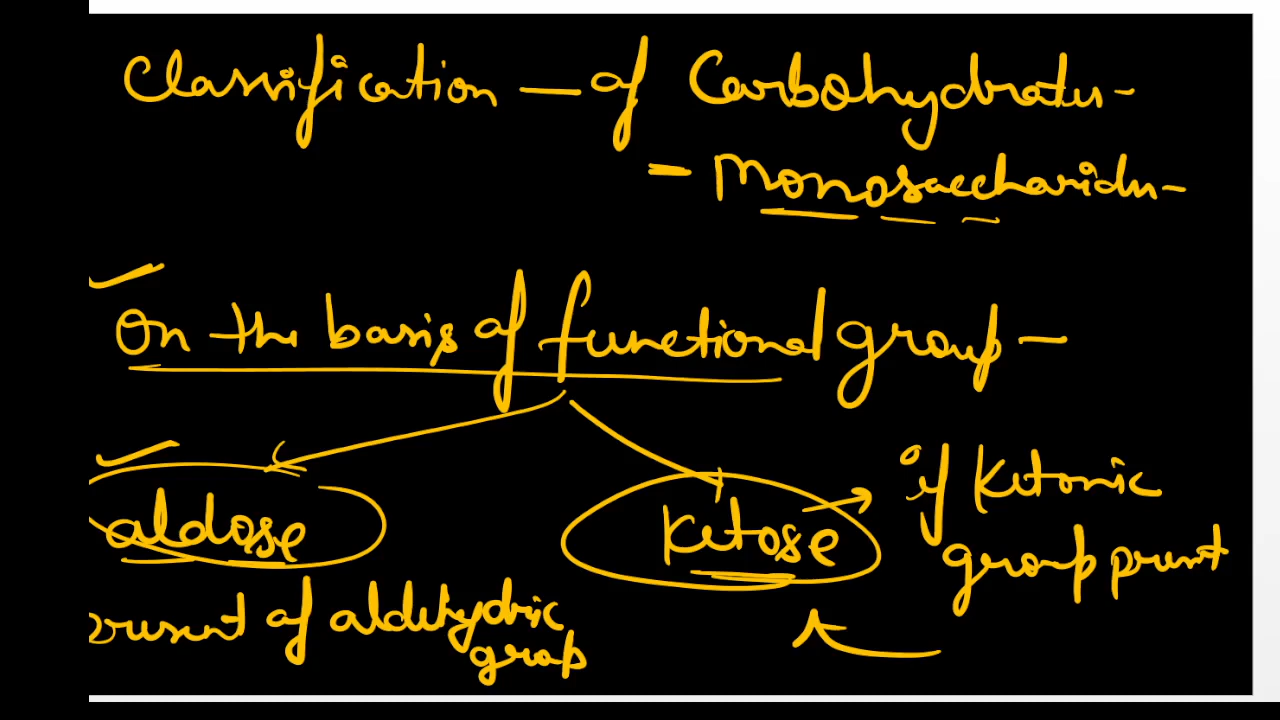 Classification — of Carbohydrates -
- Monosaccharides -
On the basis of functional group -
aldose
ketose
if Ketonic
group present
present of aldehydric
group